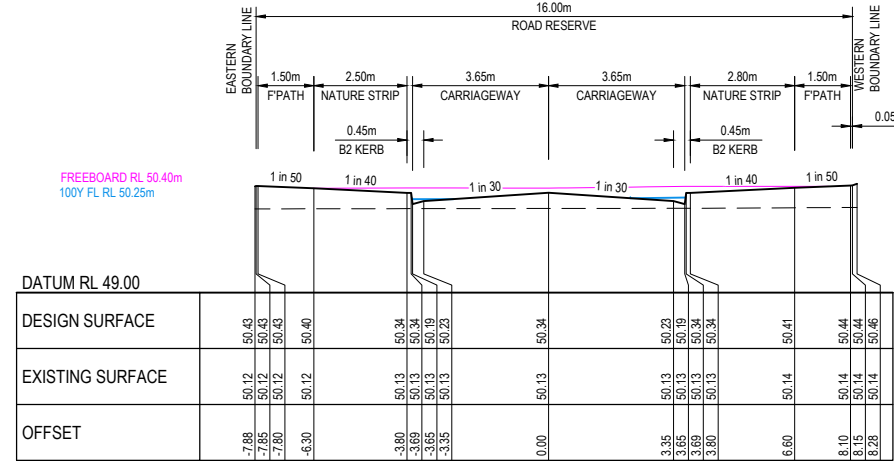 16.00m
ROAD RESERVE
EASTERN
BOUNDARY LINE
WESTERN
BOUNDARY LINE
1.50m
F'PATH
2.50m
NATURE STRIP
3.65m
CARRIAGEWAY
3.65m
CARRIAGEWAY
2.80m
NATURE STRIP
1.50m
F'PATH
0.05
0.45m
B2 KERB
0.45m
B2 KERB
FREEBOARD RL 50.40m
100Y FL RL 50.25m
1 in 50
1 in 40
1 in 30
1 in 30
1 in 40
1 in 50
DATUM RL 49.00
DESIGN SURFACE
50.43 50.43 50.43 50.40 50.34 50.34 50.19 50.23 50.34 50.23 50.19 50.34 50.34 50.41 50.44 50.44 50.46
EXISTING SURFACE
50.12 50.12 50.12 50.12 50.13 50.13 50.13 50.13 50.13 50.13 50.13 50.13 50.13 50.14 50.14 50.14 50.14
OFFSET
-7.88 -7.85 -7.80 -6.30 -3.80 -3.69 -3.65 -3.35 0.00 3.35 3.65 3.69 3.80 6.60 8.10 8.15 8.28